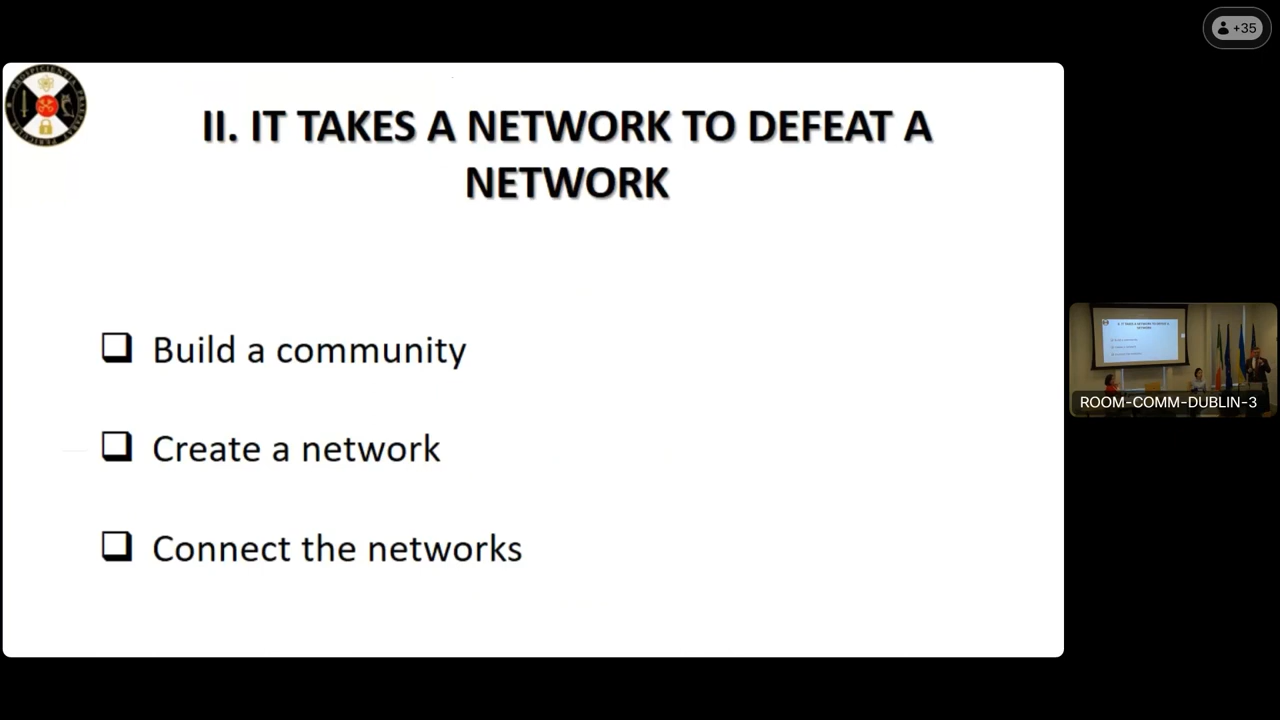 +35
II. IT TAKES A NETWORK TO DEFEAT A
NETWORK
Build a community
Create a network
Connect the networks
ROOM-COMM-DUBLIN-3